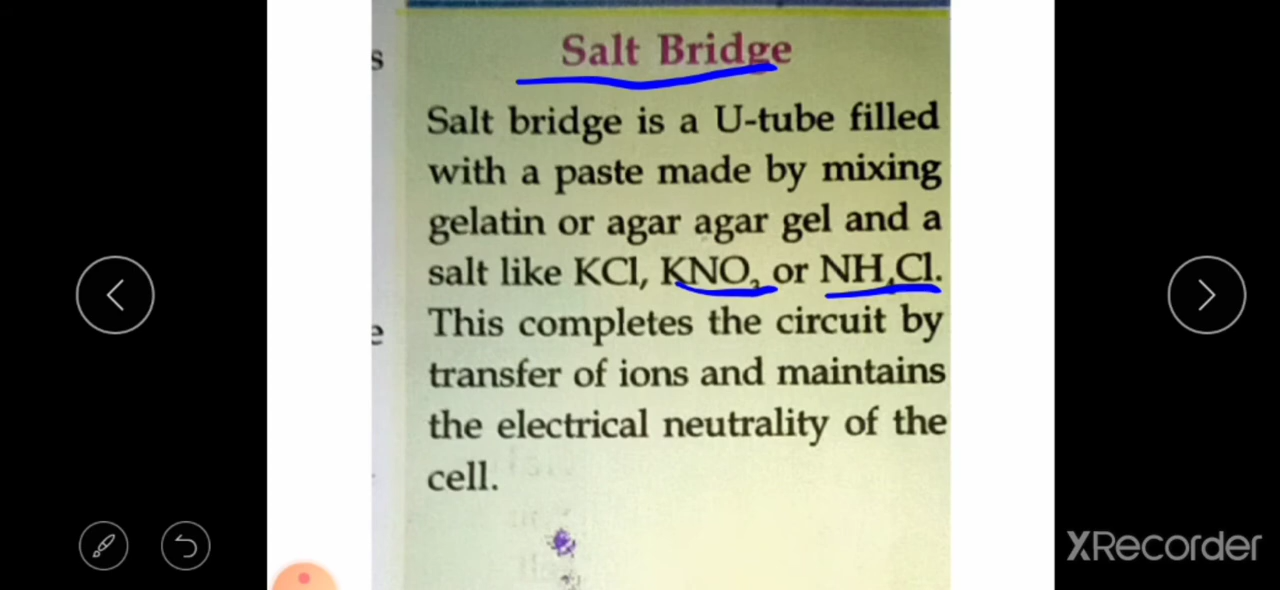 s
Salt Bridge
Salt bridge is a U-tube filled
with a paste made by mixing
gelatin or agar agar gel and a
salt like KCl, KNO₃ or NH₄Cl.
e
This completes the circuit by
transfer of ions and maintains
the electrical neutrality of the
cell.
XRecorder